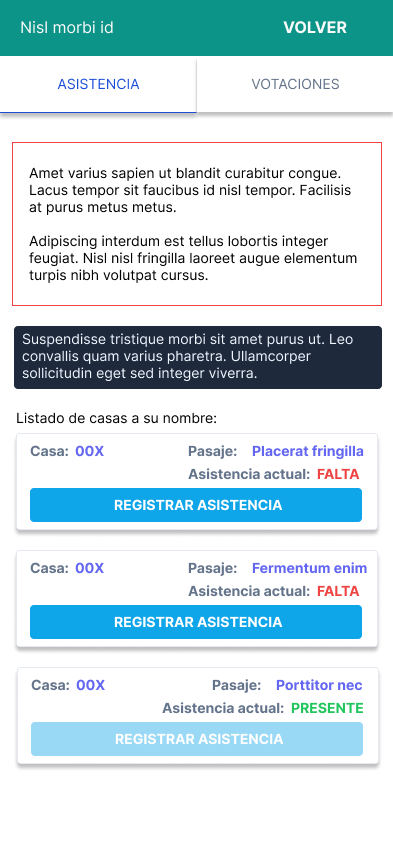 Nisl morbi id VOLVER
ASISTENCIA VOTACIONES
Amet varius sapien ut blandit curabitur congue.
Lacus tempor sit faucibus id nisl tempor. Facilisis
at purus metus metus.
Adipiscing interdum est tellus lobortis integer
feugiat. Nisl nisl fringilla laoreet augue elementum
turpis nibh volutpat cursus.
Suspendisse tristique morbi sit amet purus ut. Leo
convallis quam varius pharetra. Ullamcorper
sollicitudin eget sed integer viverra.
Listado de casas a su nombre:
Casa: 00X Pasaje: Placerat fringilla
Asistencia actual: FALTA
REGISTRAR ASISTENCIA
Casa: 00X Pasaje: Fermentum enim
Asistencia actual: FALTA
REGISTRAR ASISTENCIA
Casa: 00X Pasaje: Porttitor nec
Asistencia actual: PRESENTE
REGISTRAR ASISTENCIA